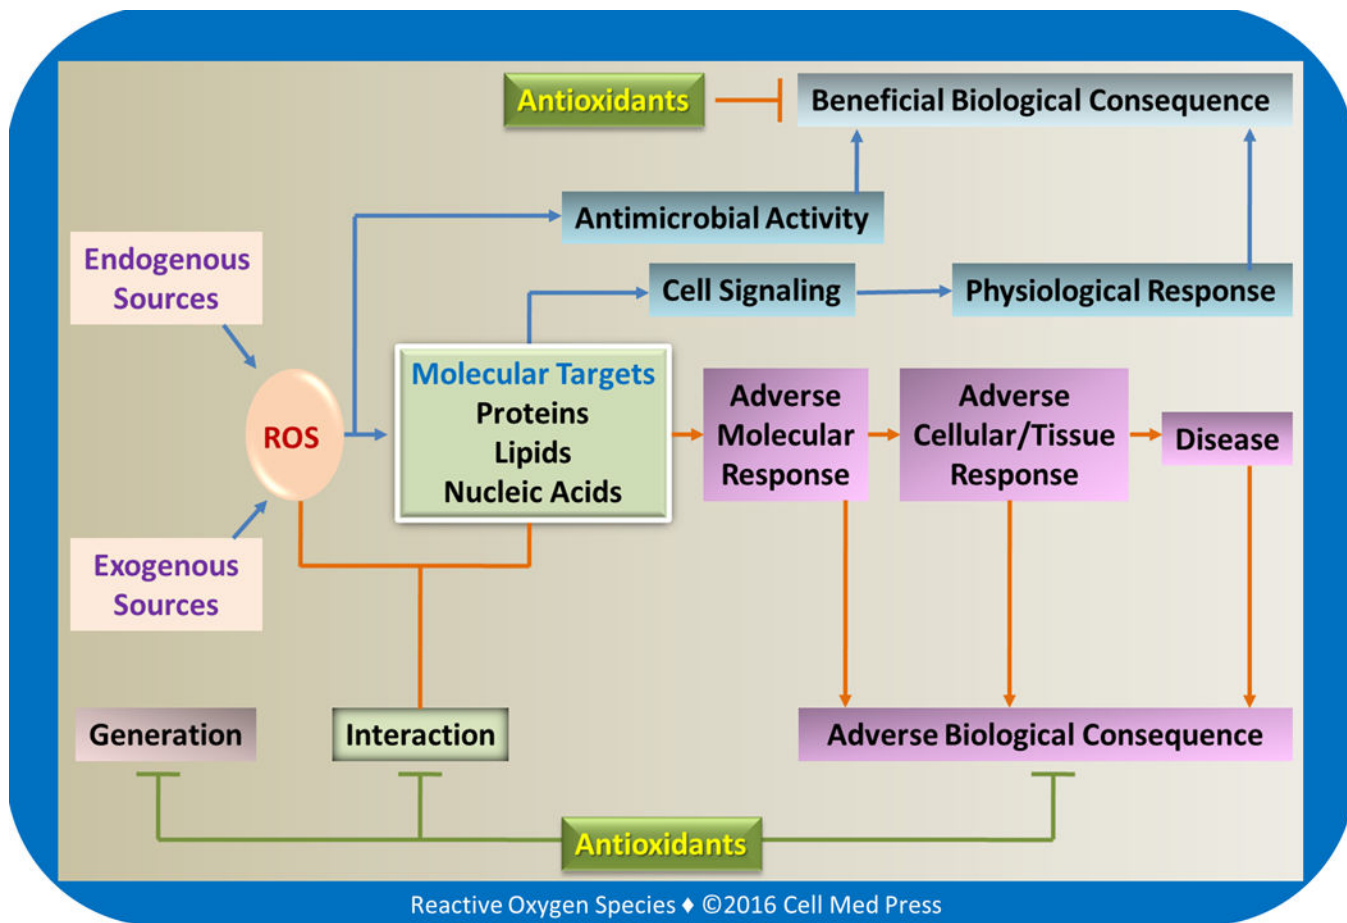 Antioxidants
Beneficial Biological Consequence
Antimicrobial Activity
Endogenous
Sources
Cell Signaling
Physiological Response
ROS
Molecular Targets
Proteins
Lipids
Nucleic Acids
Adverse
Molecular
Response
Adverse
Cellular/Tissue
Response
Disease
Exogenous
Sources
Generation
Interaction
Adverse Biological Consequence
Antioxidants
Reactive Oxygen Species ♦ ©2016 Cell Med Press